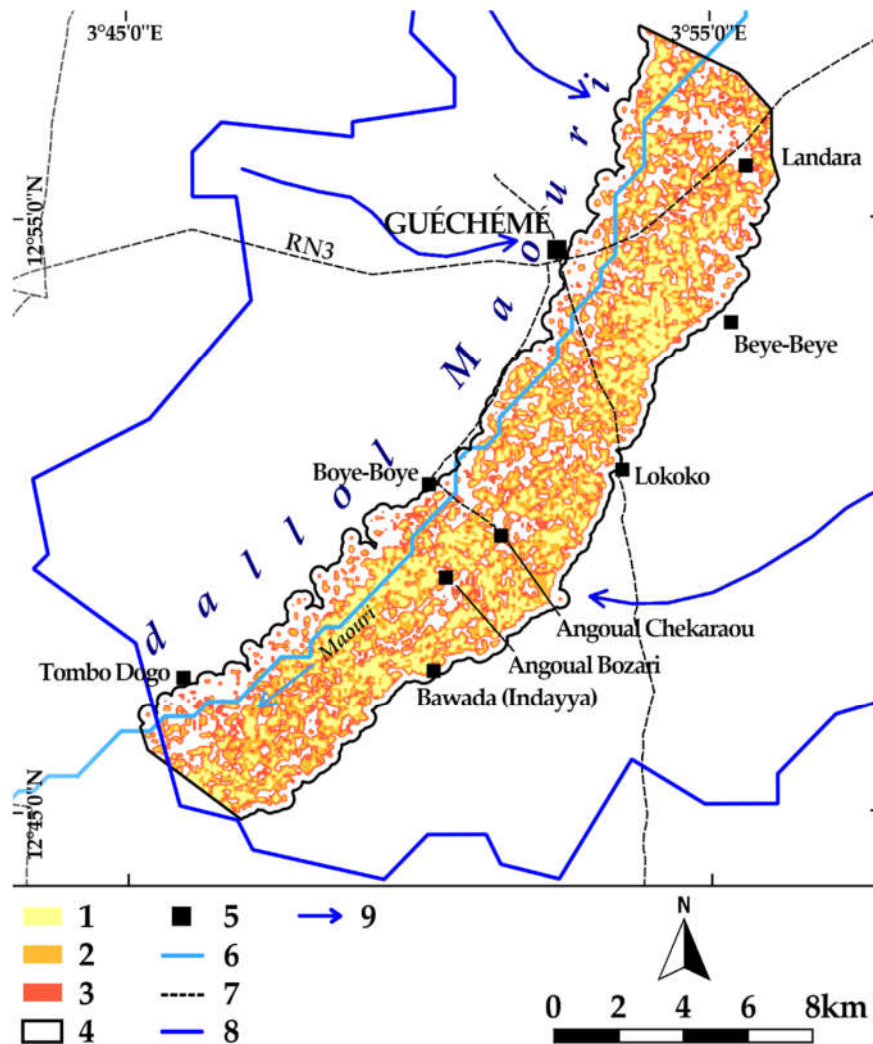 3°45'0"E
3°55'0"E
12°55'0"N
12°45'0"N
dallol Maouri
Landara
GUÉCHÉMÉ
RN3
Beye-Beye
Boye-Boye
Lokoko
Angoual Chekaraou
Maouri
Angoual Bozari
Tombo Dogo
Bawada (Indayya)
1
2
3
4
5
6
7
8
9
N
0 2 4 6 8km